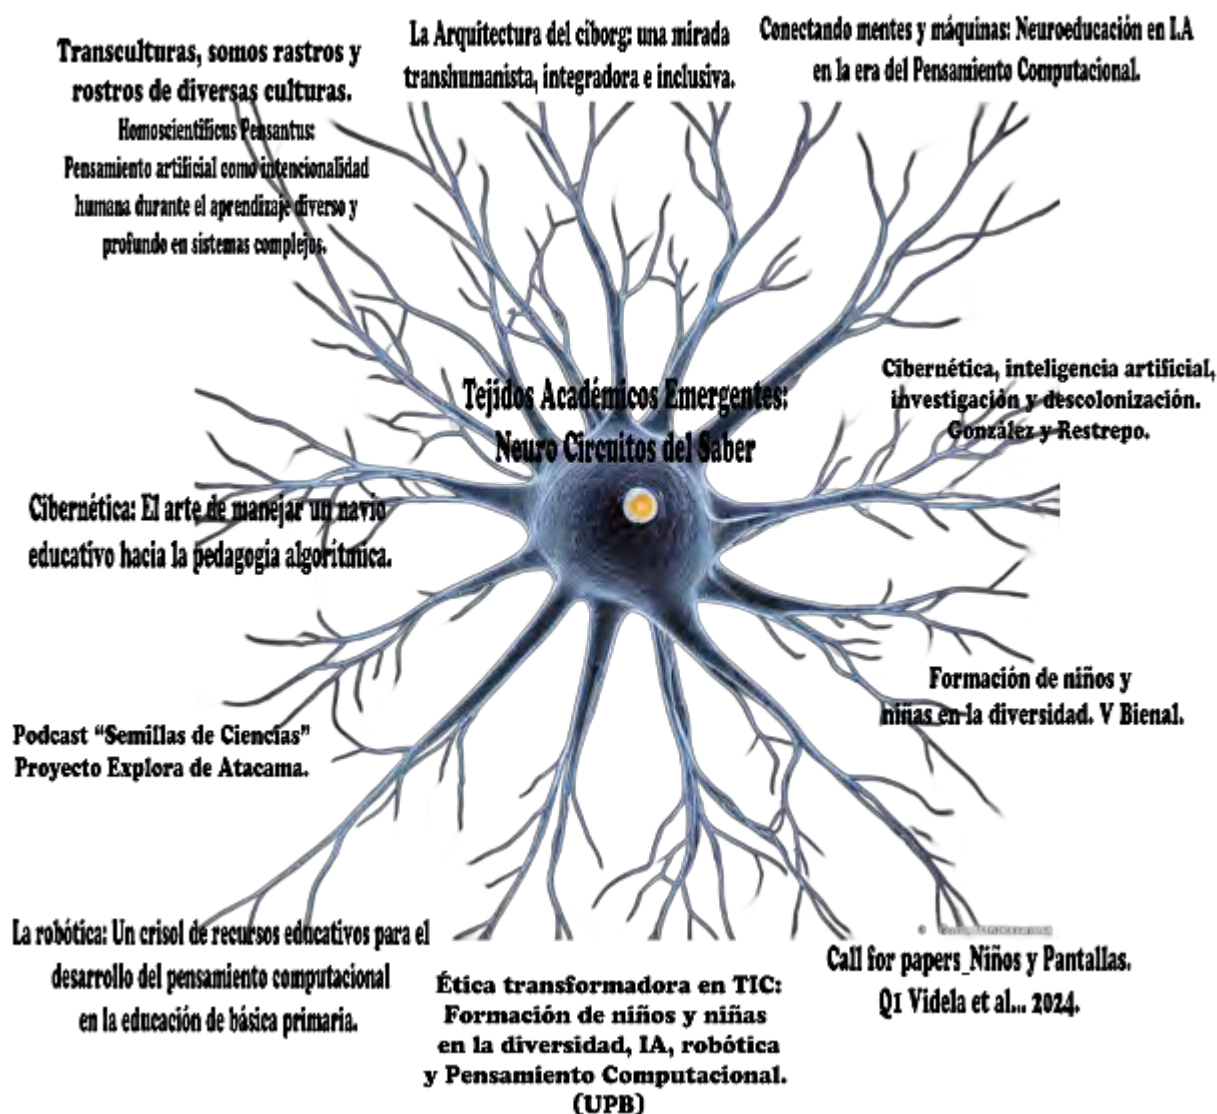 Transculturas, somos rastros y
rostros de diversas culturas.
Homoscientificus Pensantus:
Pensamiento artificial como intencionalidad
humana durante el aprendizaje diverso y
profundo en sistemas complejos.
La Arquitectura del ciborg: una mirada
transhumanista, integradora e inclusiva.
Conectando mentes y máquinas: Neuroeducación en I.A
en la era del Pensamiento Computacional.
Tejidos Académicos Emergentes:
Neuro Circuitos del Saber
Cibernética, inteligencia artificial,
investigación y descolonización.
González y Restrepo.
Cibernética: El arte de manejar un navío
educativo hacia la pedagogía algorítmica.
Formación de niños y
niñas en la diversidad. V Bienal.
Podcast “Semillas de Ciencias”
Proyecto Explora de Atacama.
La robótica: Un crisol de recursos educativos para el
desarrollo del pensamiento computacional
en la educación de básica primaria.
Ética transformadora en TIC:
Formación de niños y niñas
en la diversidad, IA, robótica
y Pensamiento Computacional.
(UPB)
Call for papers_Niños y Pantallas.
Q1 Videla et al... 2024.